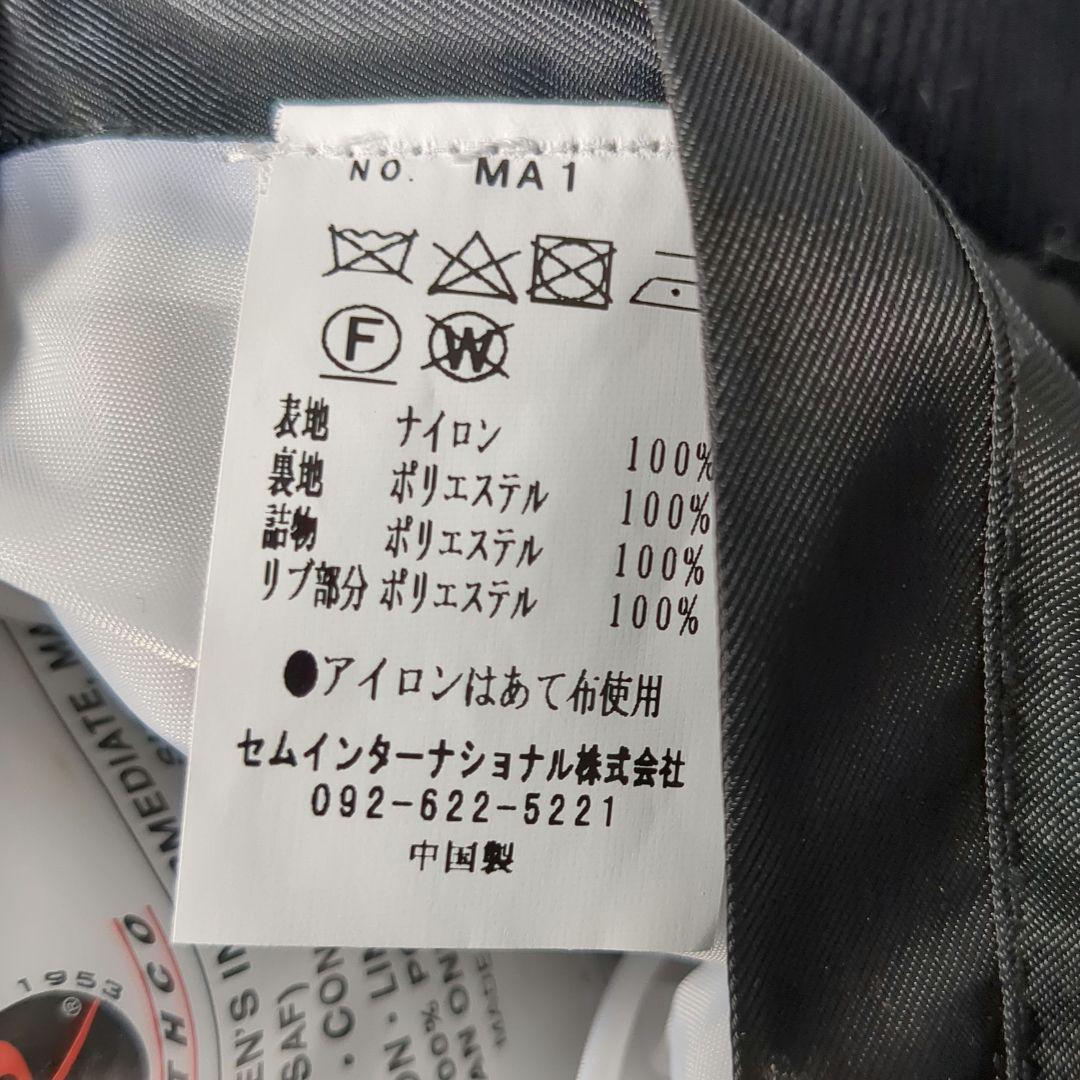 NO. MA1
F W
表地 ナイロン 100%
裏地 ポリエステル 100%
詰物 ポリエステル 100%
リブ部分 ポリエステル 100%
●アイロンはあて布使用
セムインターナショナル株式会社
092-622-5221
中国製
1953
®